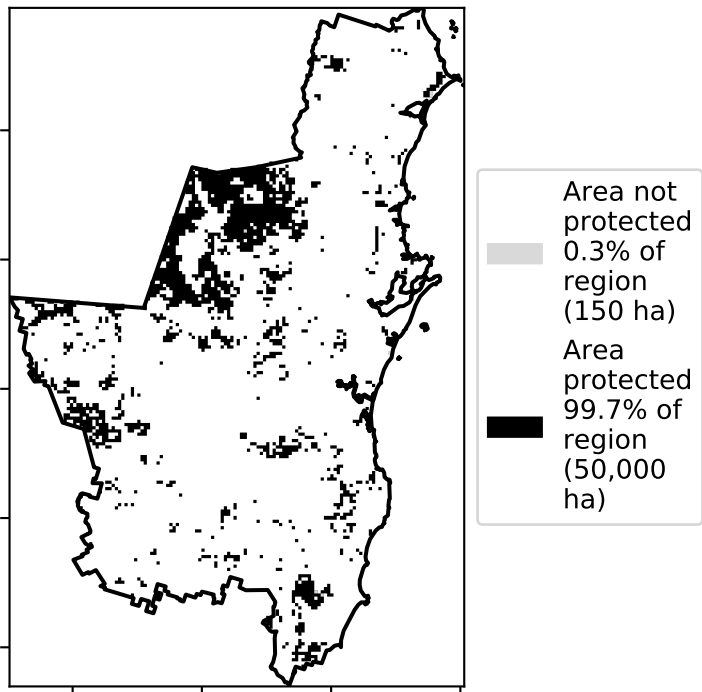 Area not
protected
0.3% of
region
(150 ha)
Area
protected
99.7% of
region
(50,000
ha)